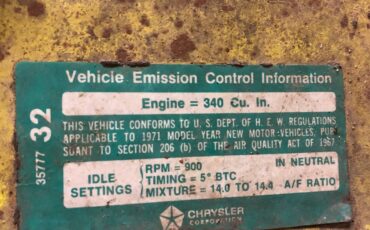 Vehicle Emission Control Information
Engine = 340 Cu. In.
THIS VEHICLE CONFORMS TO U. S. DEPT. OF H. E. W. REGULATIONS
APPLICABLE TO 1971 MODEL YEAR NEW MOTOR VEHICLES, PUR-
SUANT TO SECTION 206 (b) OF THE AIR QUALITY ACT OF 1967
IDLE SETTINGS
RPM = 900 IN NEUTRAL
TIMING = 5° BTC
MIXTURE = 14.0 TO 14.4 A/F RATIO
CHRYSLER
CORPORATION
35777 32